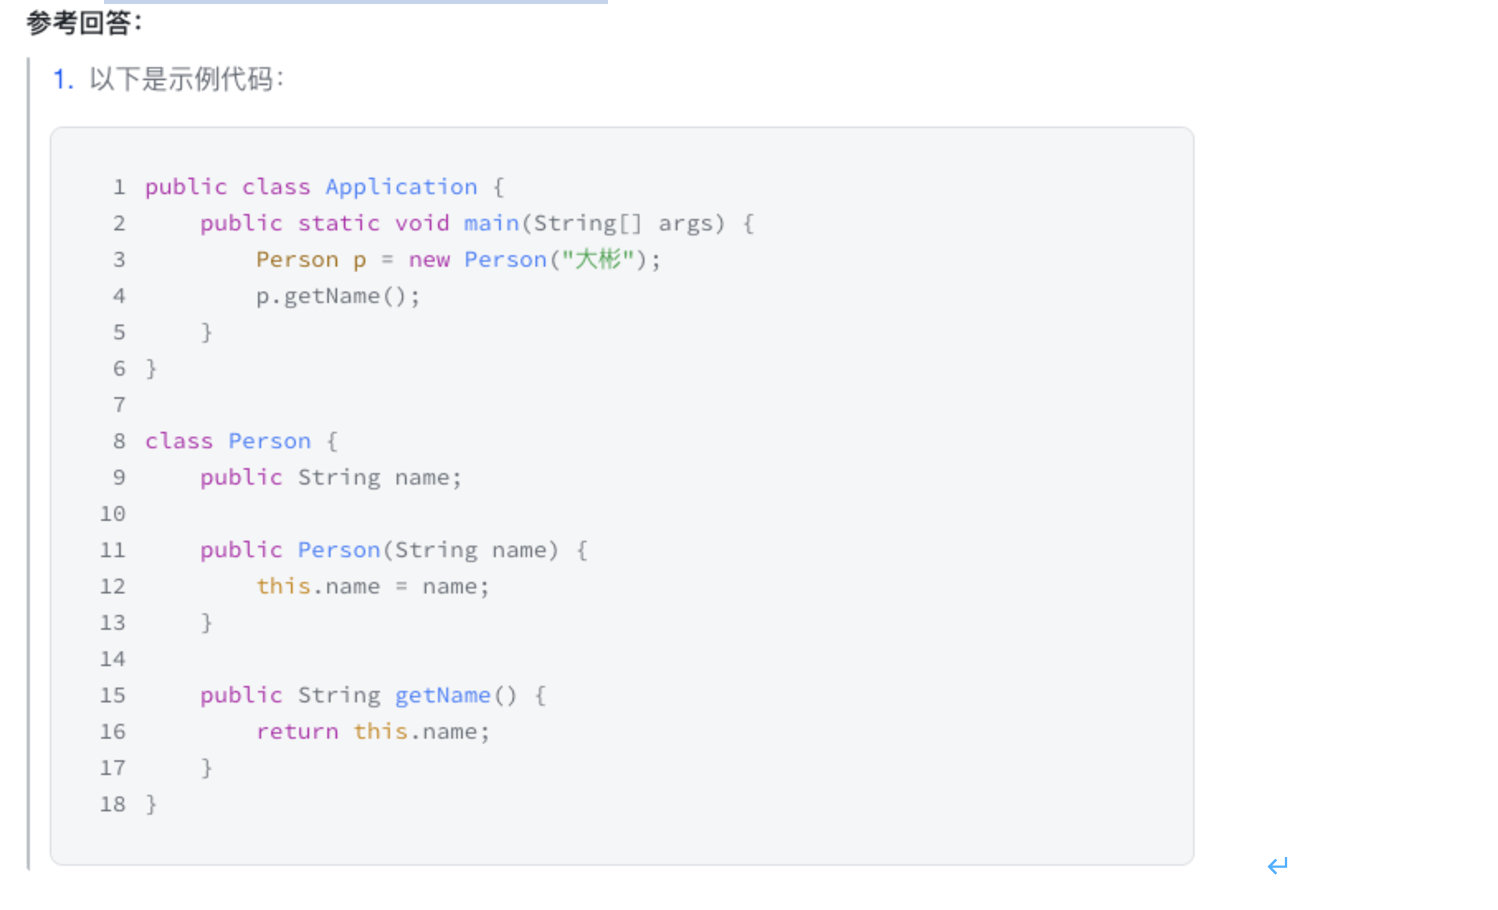 参考回答：
1. 以下是示例代码：
1 public class Application {
2     public static void main(String[] args) {
3         Person p = new Person("大彬");
4         p.getName();
5     }
6 }
7
8 class Person {
9     public String name;
10
11     public Person(String name) {
12         this.name = name;
13     }
14
15     public String getName() {
16         return this.name;
17     }
18 }